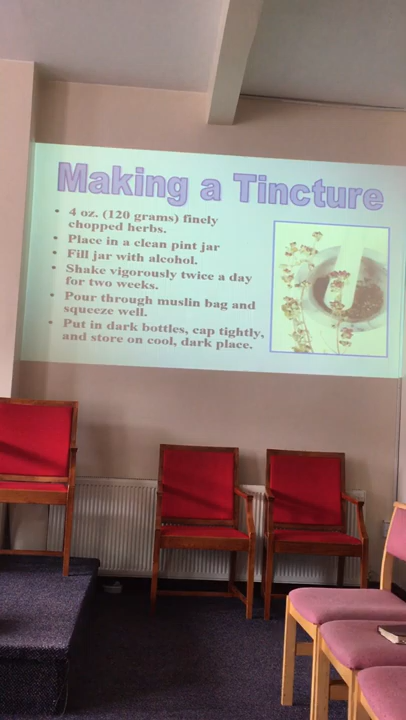 Making a Tincture
• 4 oz. (120 grams) finely
chopped herbs.
• Place in a clean pint jar
• Fill jar with alcohol.
• Shake vigorously twice a day
for two weeks.
• Pour through muslin bag and
squeeze well.
• Put in dark bottles, cap tightly,
and store on cool, dark place.